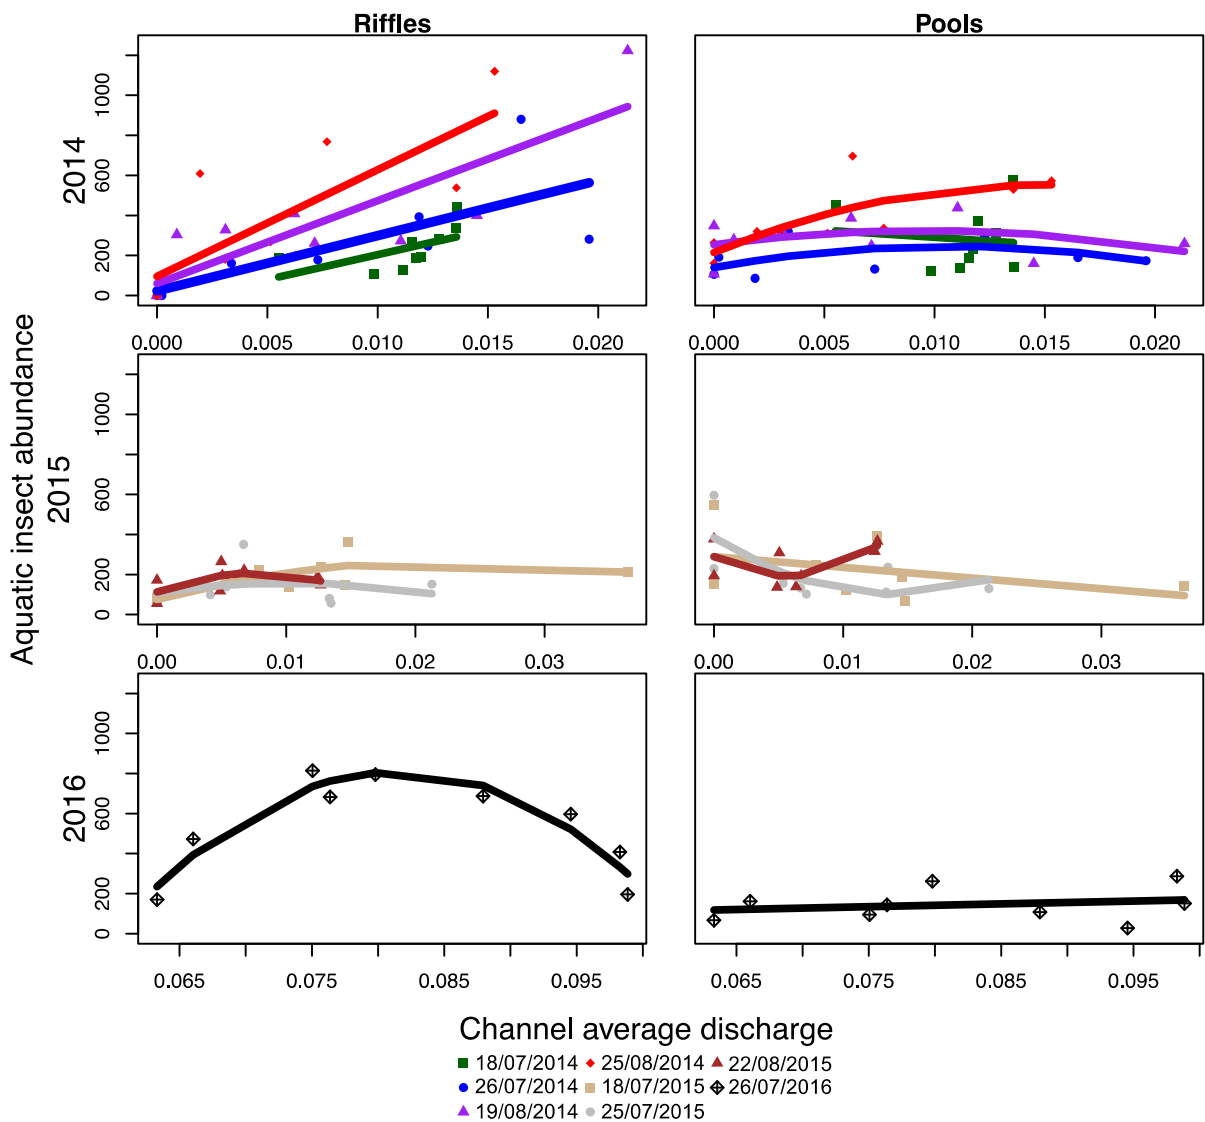 Riffles Pools
Aquatic insect abundance
2014
0 200 600 1000
0.000 0.005 0.010 0.015 0.020
0.000 0.005 0.010 0.015 0.020
2015
0 200 600 1000
0.00 0.01 0.02 0.03
0.00 0.01 0.02 0.03
2016
0 200 600 1000
0.065 0.075 0.085 0.095
0.065 0.075 0.085 0.095
Channel average discharge
18/07/2014 25/08/2014 22/08/2015
26/07/2014 18/07/2015 26/07/2016
19/08/2014 25/07/2015